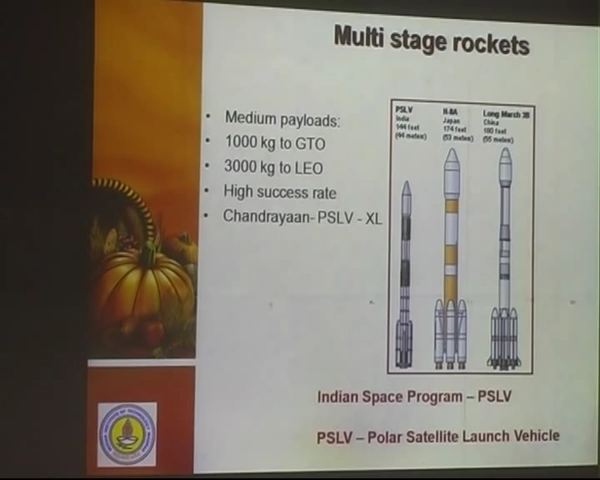 Multi stage rockets
• Medium payloads:
• 1000 kg to GTO
• 3000 kg to LEO
• High success rate
• Chandrayaan- PSLV - XL
PSLV
India
144 feet
(44 meters)
H-IIA
Japan
174 feet
(53 meters)
Long March 3B
China
180 feet
(55 meters)
Indian Space Program – PSLV
PSLV – Polar Satellite Launch Vehicle